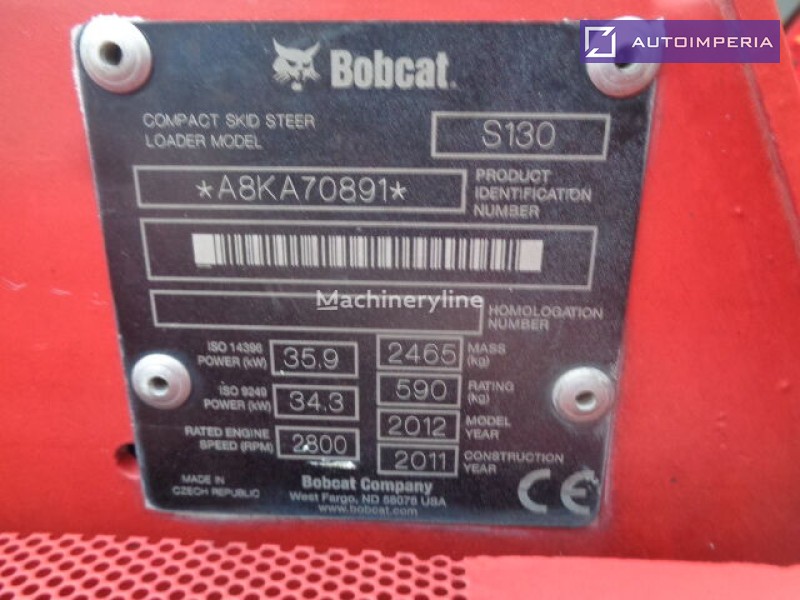 AUTOIMPERIA
Bobcat.
COMPACT SKID STEER
LOADER MODEL
S130
*A8KA70891*
PRODUCT
IDENTIFICATION
NUMBER
Machineryline
HOMOLOGATION
NUMBER
ISO 14396
POWER (kW)
35.9
2465
MASS
(kg)
ISO 9249
POWER (kW)
34.3
590
RATING
(kg)
RATED ENGINE
SPEED (RPM)
2800
2012
MODEL
YEAR
2011
CONSTRUCTION
YEAR
MADE IN
CZECH REPUBLIC
Bobcat Company
West Fargo, ND 58078 USA
www.bobcat.com
CE